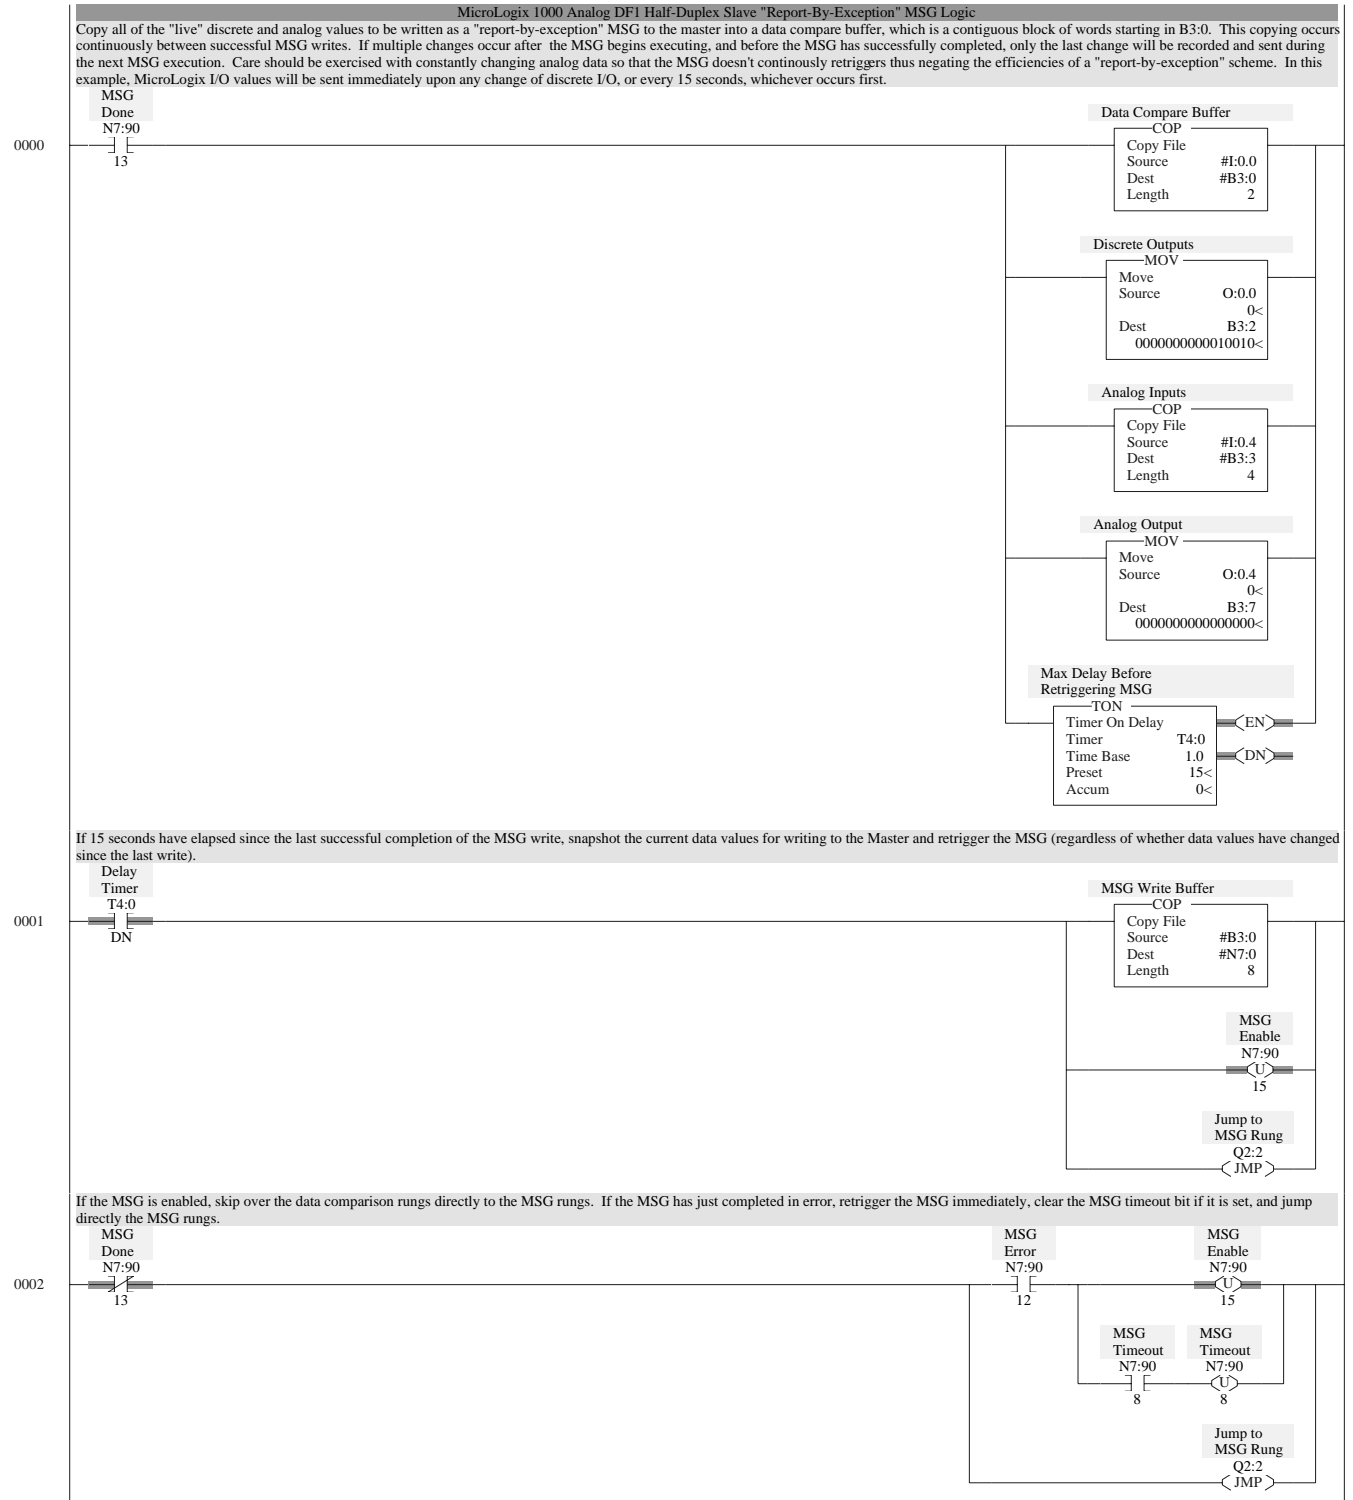 MicroLogix 1000 Analog DF1 Half-Duplex Slave "Report-By-Exception" MSG Logic
Copy all of the "live" discrete and analog values to be written as a "report-by-exception" MSG to the master into a data compare buffer, which is a contiguous block of words starting in B3:0. This copying occurs
continuously between successful MSG writes. If multiple changes occur after the MSG begins executing, and before the MSG has successfully completed, only the last change will be recorded and sent during
the next MSG execution. Care should be exercised with constantly changing analog data so that the MSG doesn't continously retriggers thus negating the efficiencies of a "report-by-exception" scheme. In this
example, MicroLogix I/O values will be sent immediately upon any change of discrete I/O, or every 15 seconds, whichever occurs first.
MSG
Done
N7:90
13
0000
Data Compare Buffer
COP
Copy File
Source #I:0.0
Dest #B3:0
Length 2
Discrete Outputs
MOV
Move
Source O:0.0
0<
Dest B3:2
0000000000010010<
Analog Inputs
COP
Copy File
Source #I:0.4
Dest #B3:3
Length 4
Analog Output
MOV
Move
Source O:0.4
0<
Dest B3:7
0000000000000000<
Max Delay Before
Retriggering MSG
TON
Timer On Delay
Timer T4:0
Time Base 1.0
Preset 15<
Accum 0<
EN
DN
If 15 seconds have elapsed since the last successful completion of the MSG write, snapshot the current data values for writing to the Master and retrigger the MSG (regardless of whether data values have changed
since the last write).
Delay
Timer
T4:0
DN
0001
MSG Write Buffer
COP
Copy File
Source #B3:0
Dest #N7:0
Length 8
MSG
Enable
N7:90
U
15
Jump to
MSG Rung
Q2:2
JMP
If the MSG is enabled, skip over the data comparison rungs directly to the MSG rungs. If the MSG has just completed in error, retrigger the MSG immediately, clear the MSG timeout bit if it is set, and jump
directly the MSG rungs.
MSG
Done
N7:90
13
0002
MSG
Error
N7:90
12
MSG
Enable
N7:90
U
15
MSG
Timeout
N7:90
8
MSG
Timeout
N7:90
U
8
Jump to
MSG Rung
Q2:2
JMP